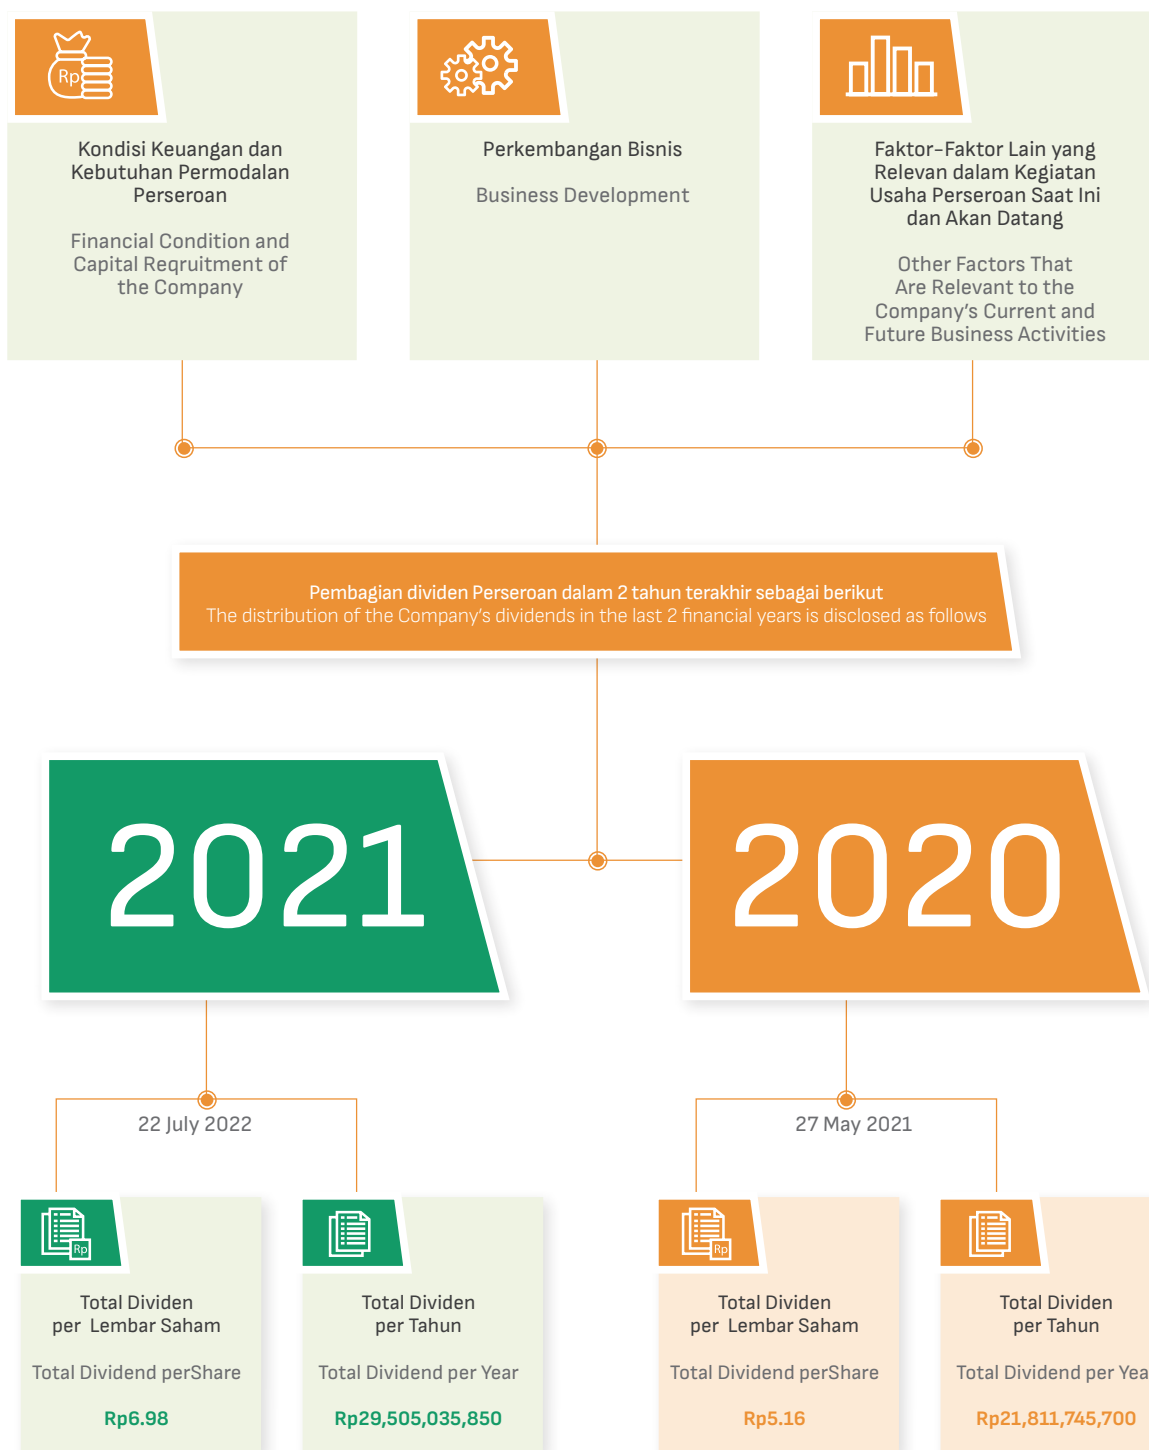 Rp
Kondisi Keuangan dan
Kebutuhan Permodalan
Perseroan
Financial Condition and
Capital Reqruitment of
the Company
Perkembangan Bisnis
Business Development
Faktor-Faktor Lain yang
Relevan dalam Kegiatan
Usaha Perseroan Saat Ini
dan Akan Datang
Other Factors That
Are Relevant to the
Company's Current and
Future Business Activities
Pembagian dividen Perseroan dalam 2 tahun terakhir sebagai berikut
The distribution of the Company's dividends in the last 2 financial years is disclosed as follows
2021
2020
22 July 2022
27 May 2021
Rp
Total Dividen
per Lembar Saham
Total Dividend perShare
Rp6.98
Total Dividen
per Tahun
Total Dividend per Year
Rp29,505,035,850
Rp
Total Dividen
per Lembar Saham
Total Dividend perShare
Rp5.16
Total Dividen
per Tahun
Total Dividend per Yea
Rp21,811,745,700